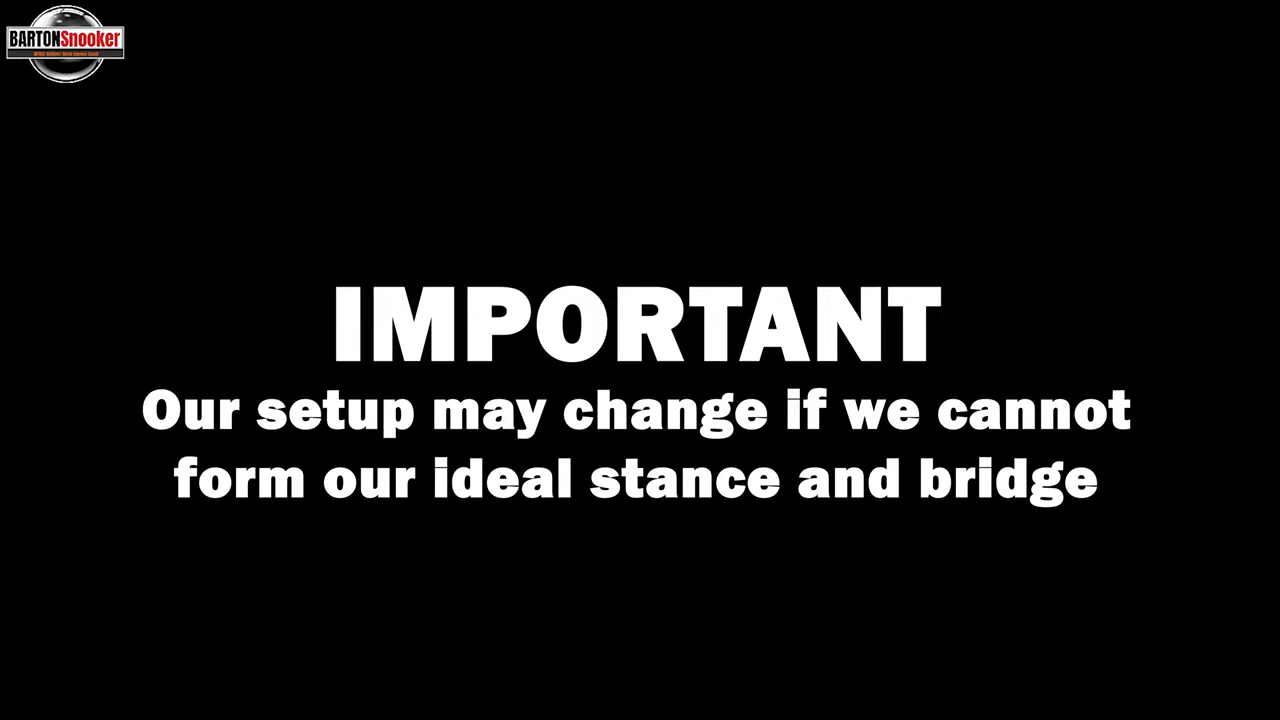 BARTONSnooker
IMPORTANT
Our setup may change if we cannot
form our ideal stance and bridge